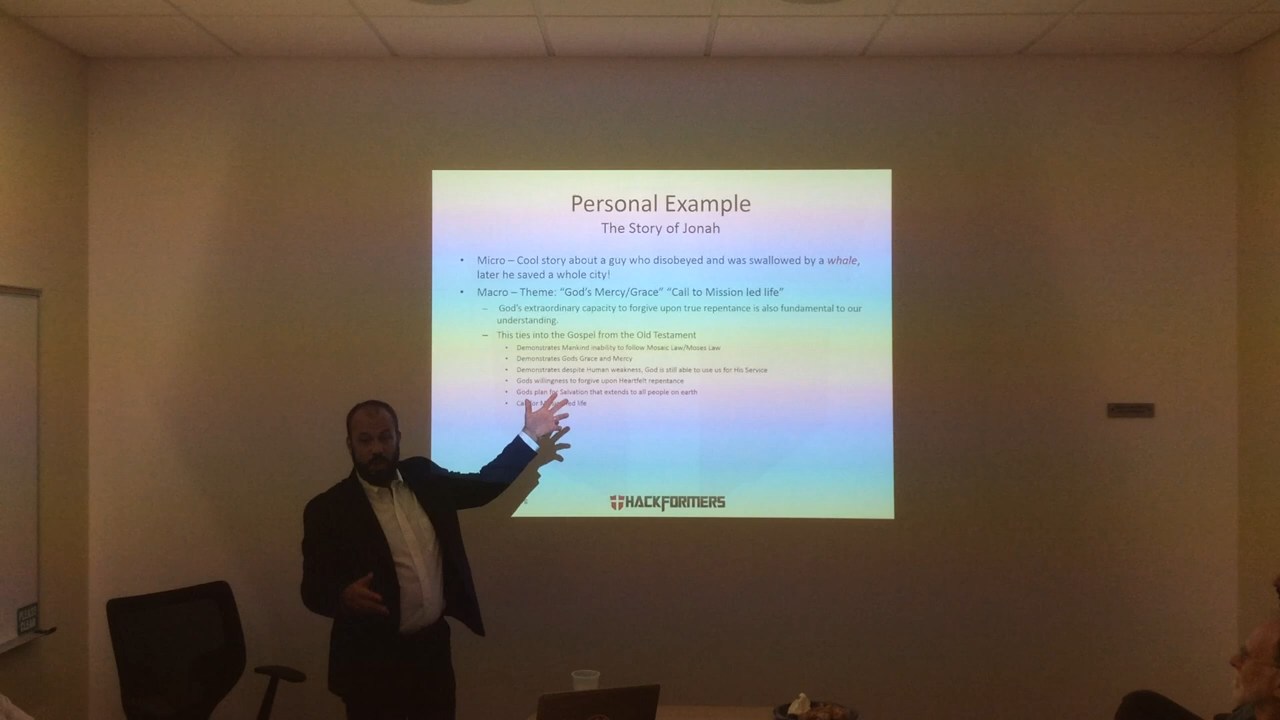 Personal Example
The Story of Jonah
• Micro – Cool story about a guy who disobeyed and was swallowed by a whale,
later he saved a whole city!
• Macro – Theme: “God’s Mercy/Grace” “Call to Mission led life”
– God’s extraordinary capacity to forgive upon true repentance is also fundamental to our
understanding.
– This ties into the Gospel from the Old Testament
• Demonstrates Mankind inability to follow Mosaic Law/Moses Law
• Demonstrates Gods Grace and Mercy
• Demonstrates despite Human weakness, God is still able to use us for His Service
• Gods willingness to forgive upon Heartfelt repentance
• Gods plan for Salvation that extends to all people on earth
• life
HACKFORMERS
CLEAN